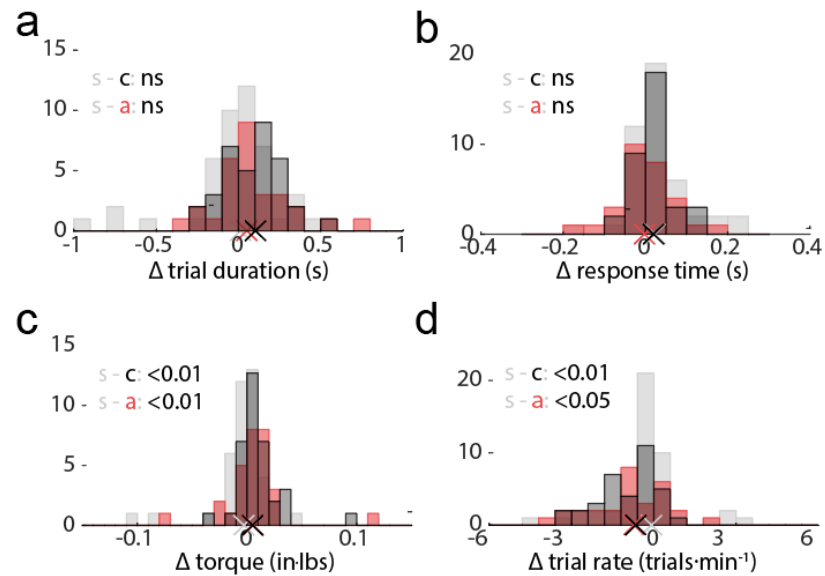 a
15 -
10 -
5 -
0
s - c: ns
s - a: ns
-1
-0.5
0
0.5
1
Δ trial duration (s)
b
20 -
10 -
0
s - c: ns
s - a: ns
-0.4
-0.2
0
0.2
0.4
Δ response time (s)
c
15
10 -
5 -
0
s - c: <0.01
s - a: <0.01
-0.1
0
0.1
Δ torque (in·lbs)
d
20 -
10 -
0
s - c: <0.01
s - a: <0.05
-6
-3
0
3
6
Δ trial rate (trials·min⁻¹)